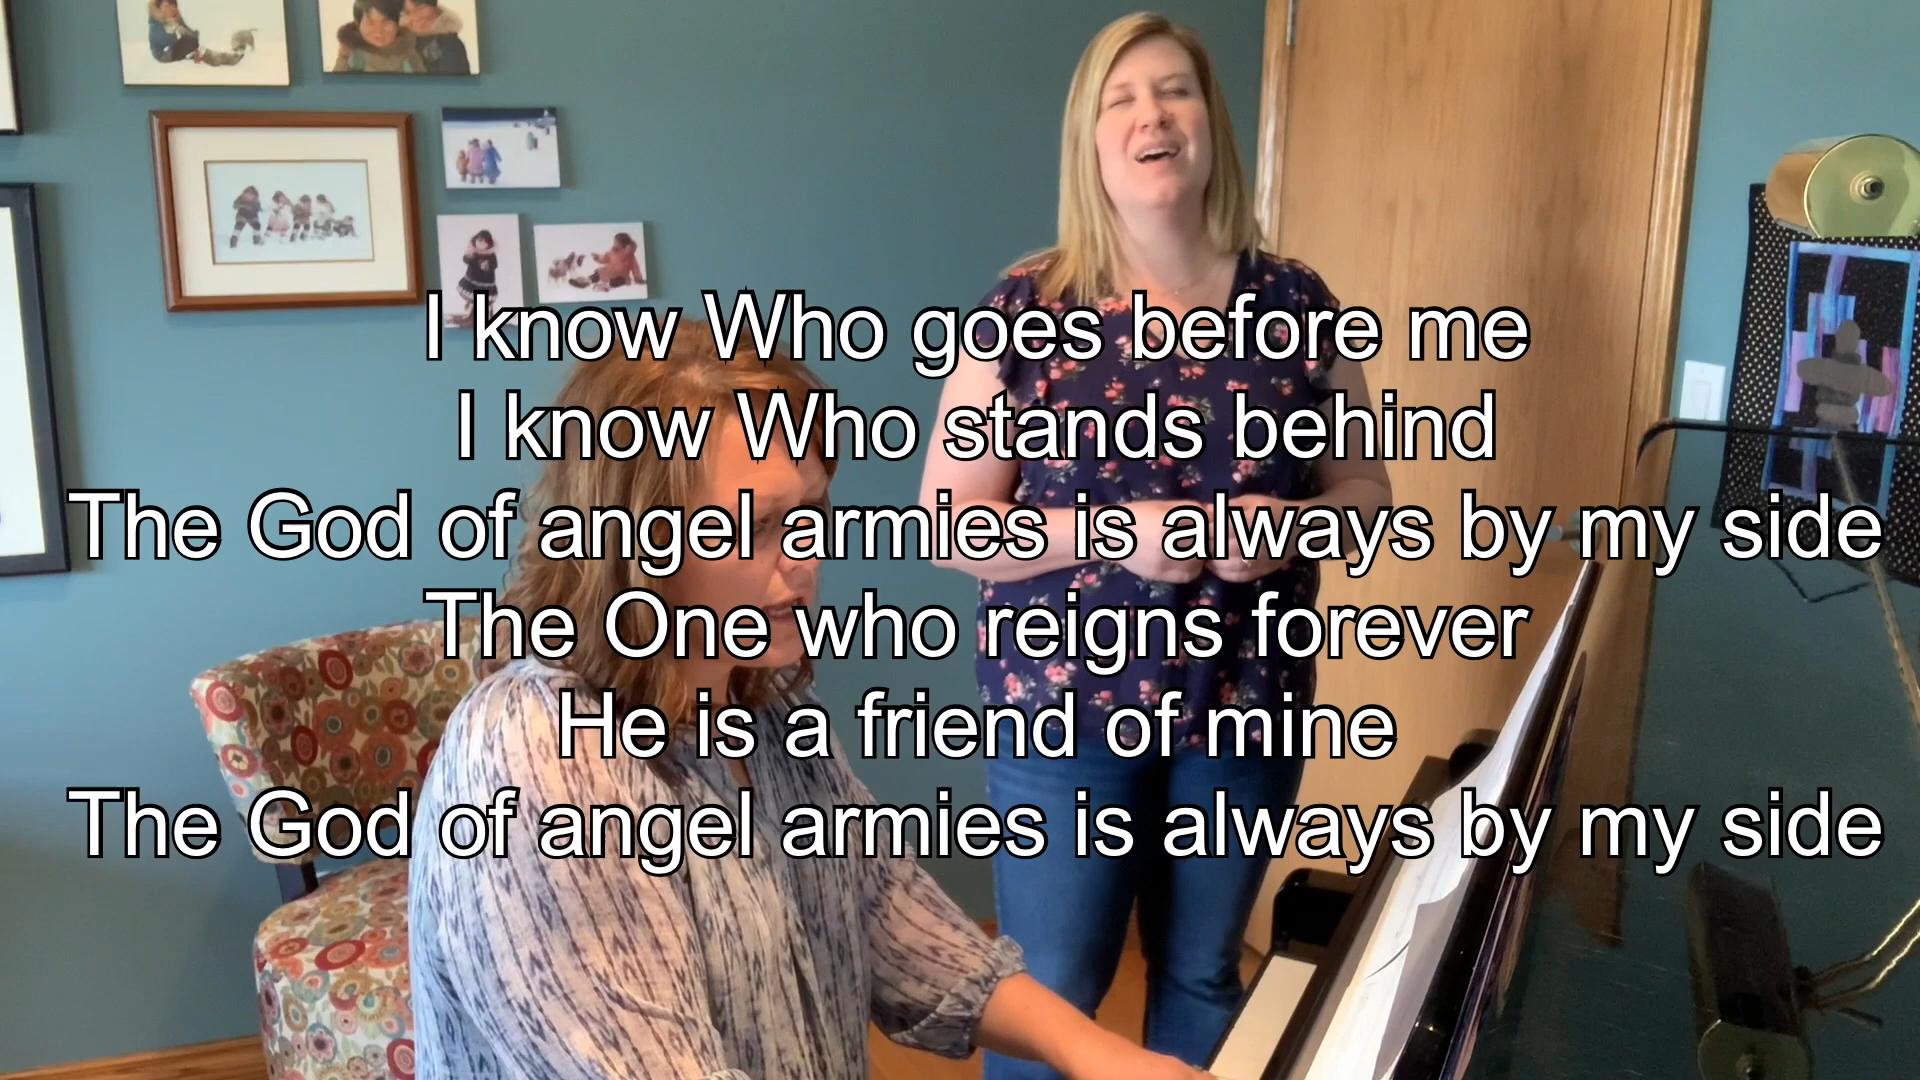 I know Who goes before me
I know Who stands behind
The God of angel armies is always by my side
The One who reigns forever
He is a friend of mine
The God of angel armies is always by my side